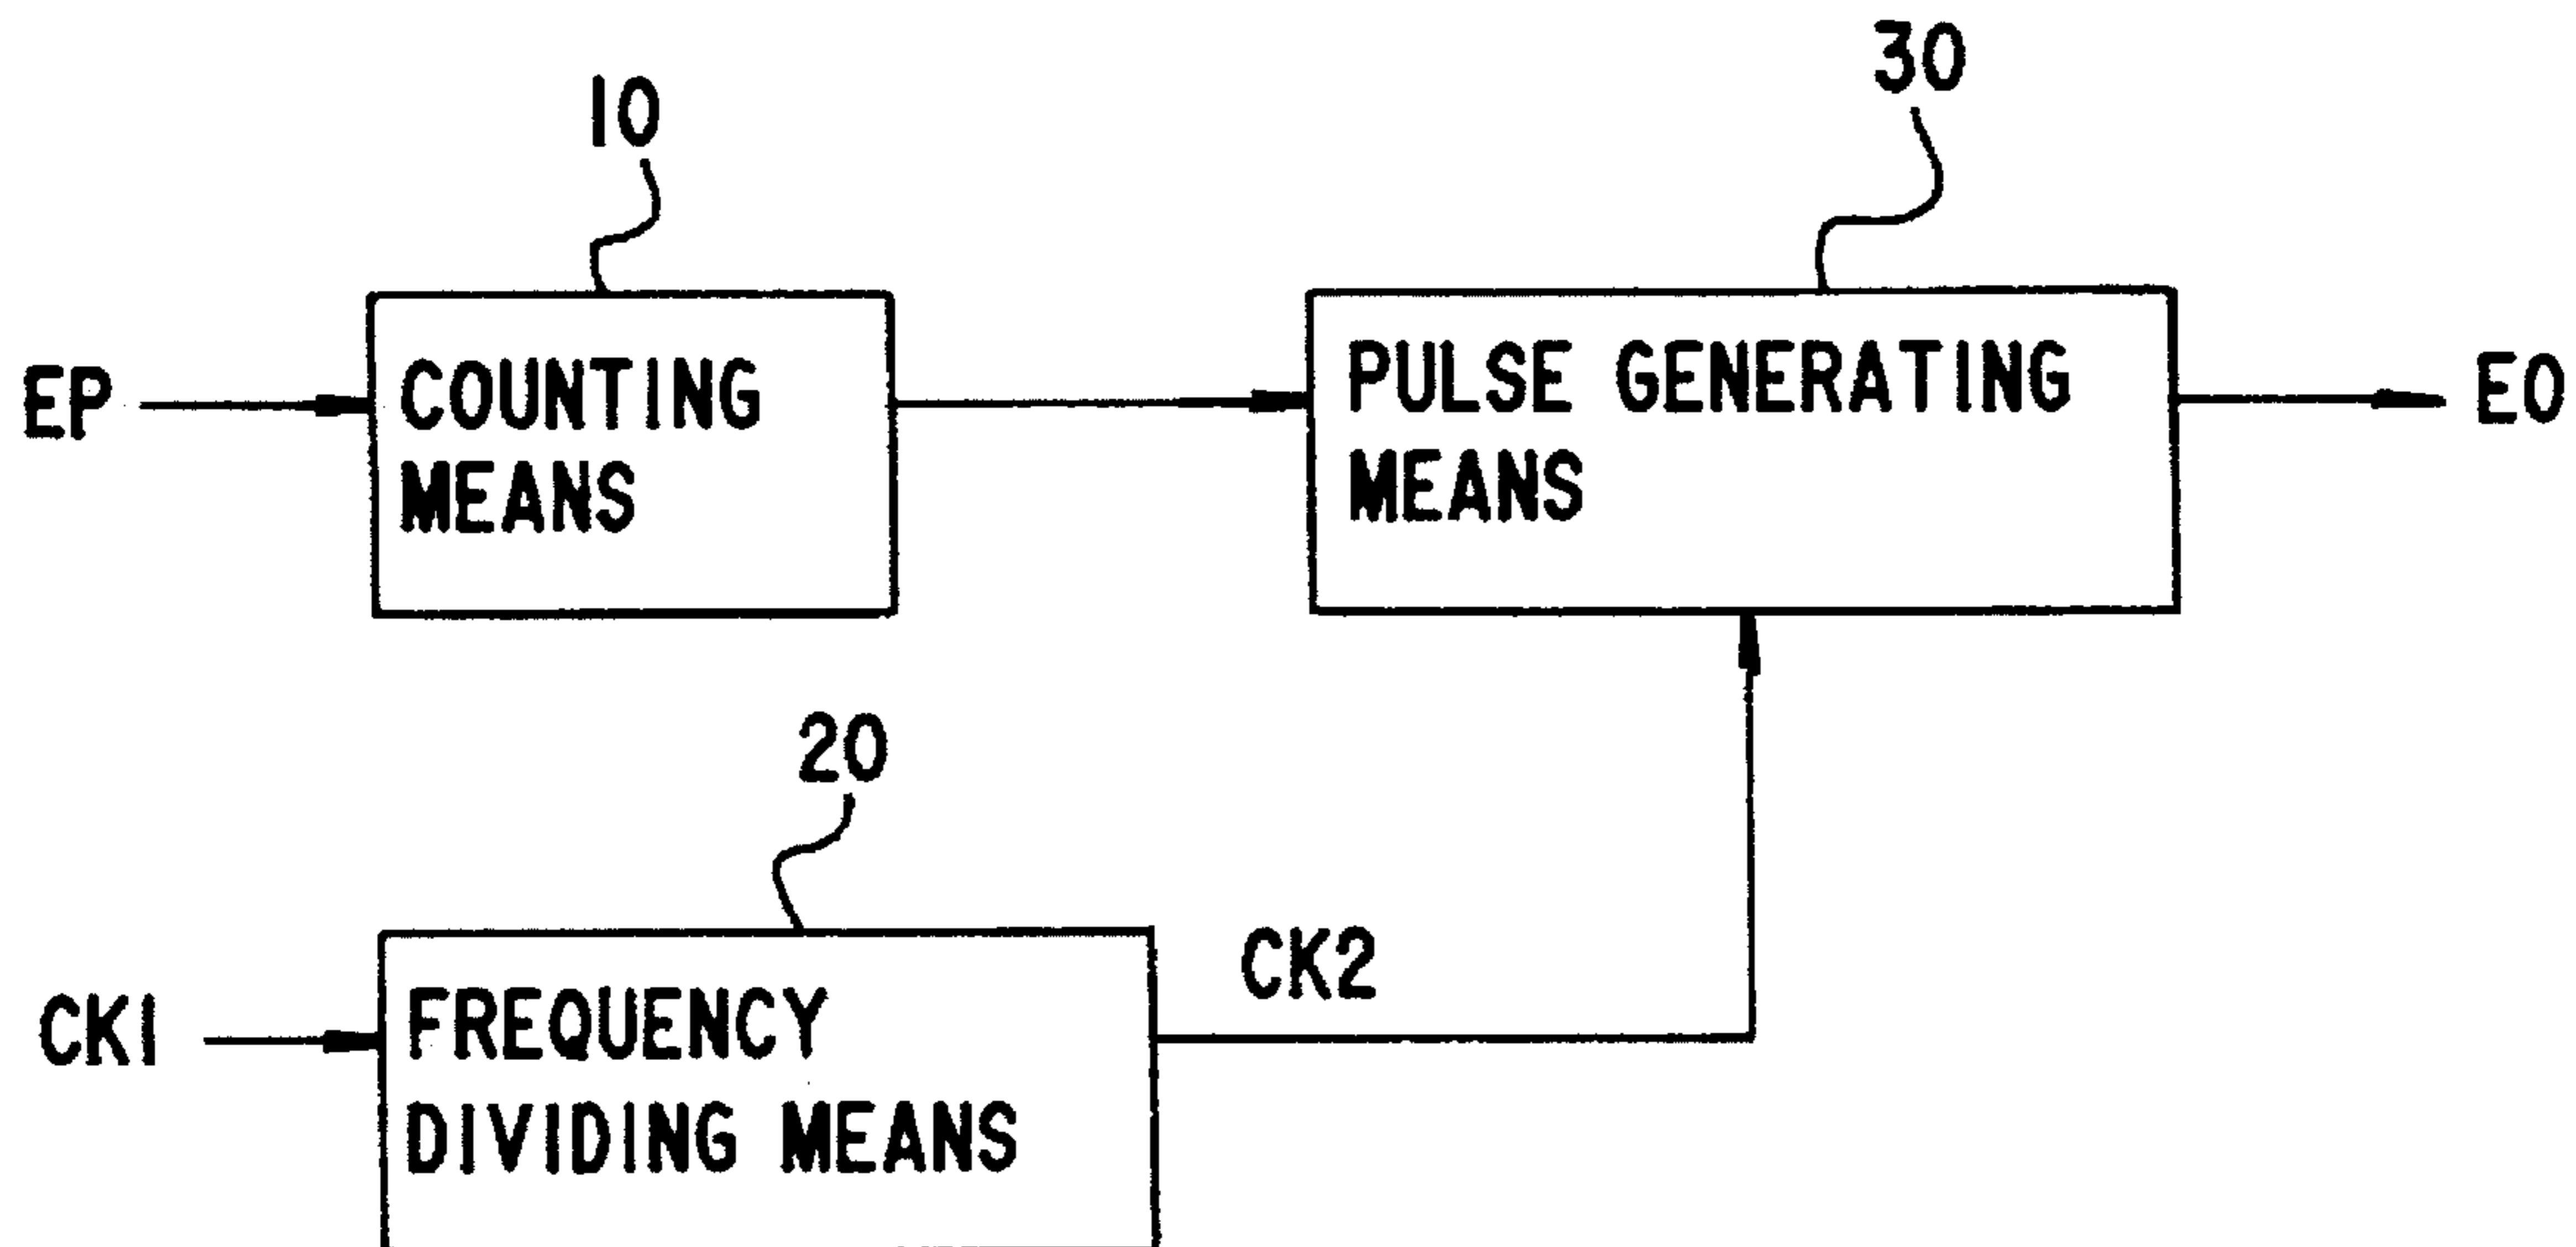 10
30
EP
COUNTING
MEANS
PULSE GENERATING
MEANS
EO
20
CK1
FREQUENCY
DIVIDING MEANS
CK2